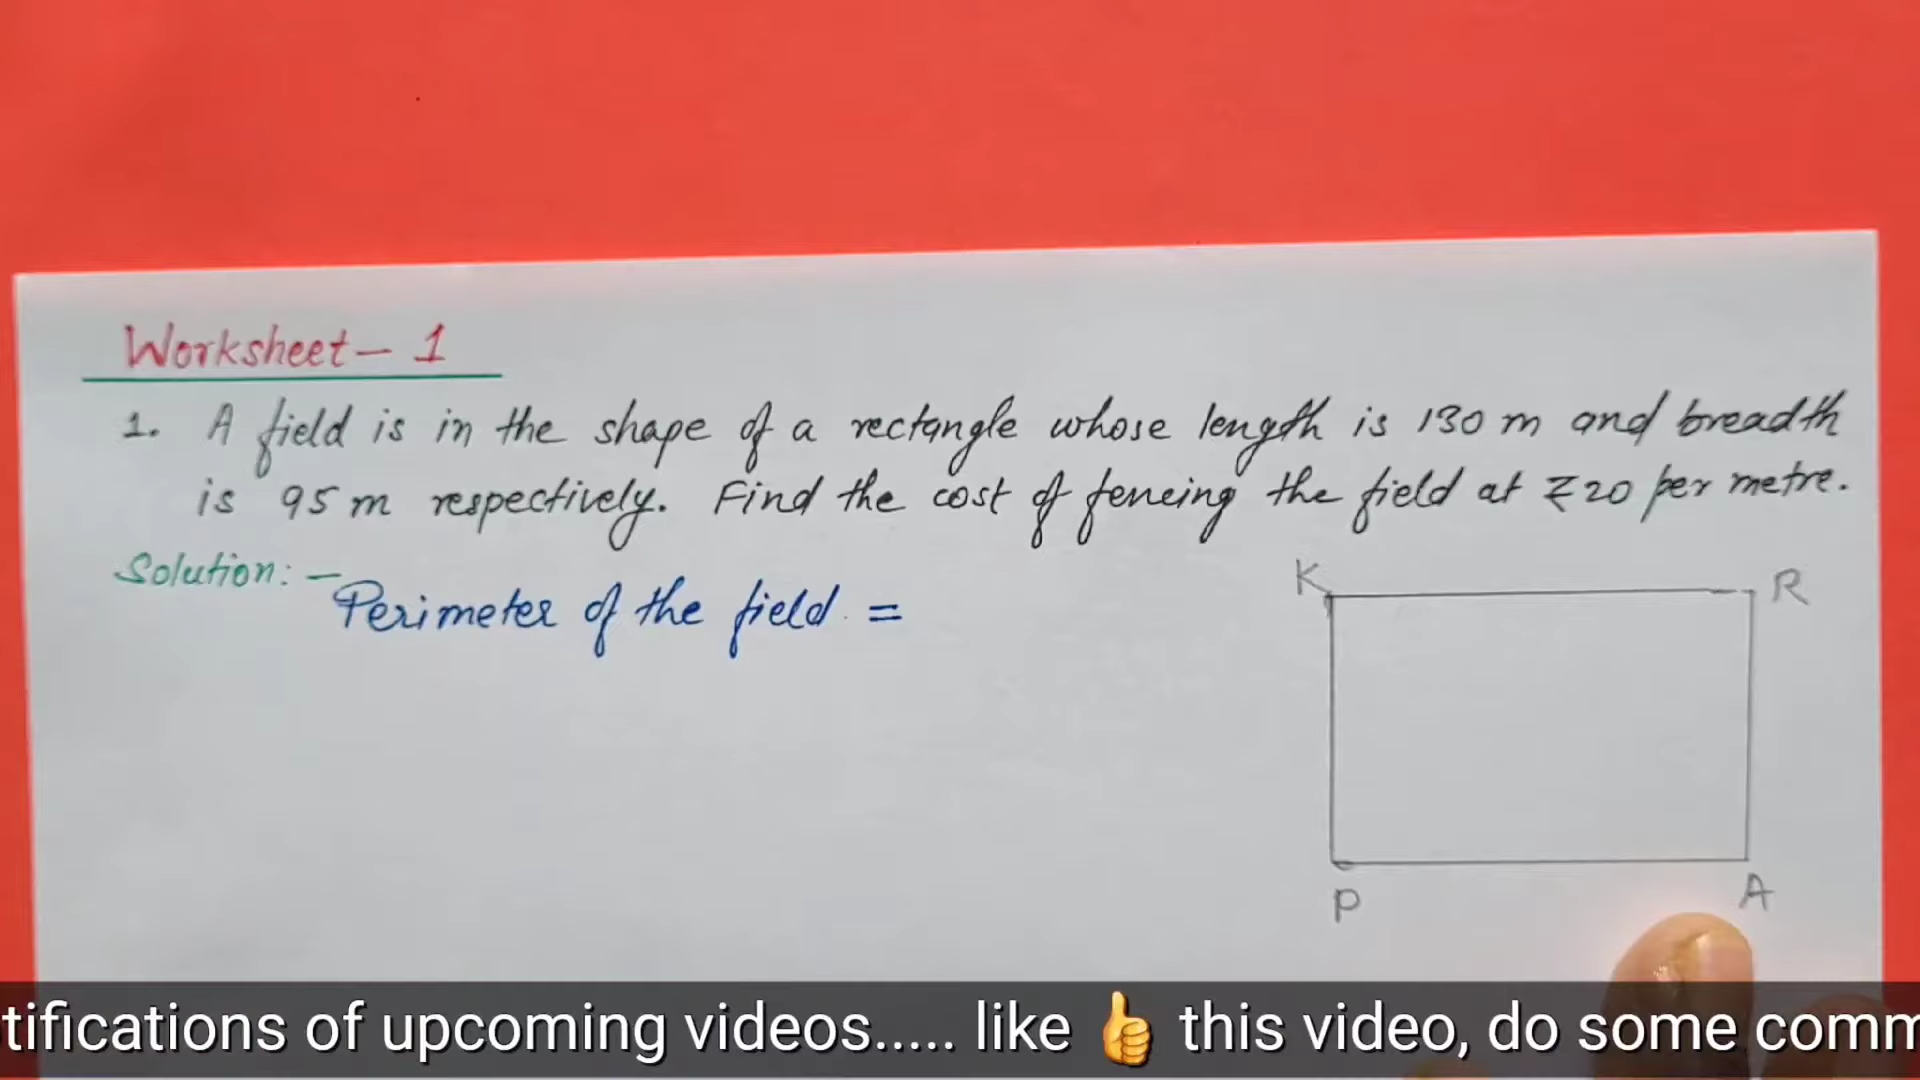 Worksheet - 1
1. A field is in the shape of a rectangle whose length is 130 m and breadth
is 95 m respectively. Find the cost of fencing the field at ₹20 per metre.
Solution: -
Perimeter of the field =
K
R
P
A
tifications of upcoming videos..... like 👍 this video, do some comm